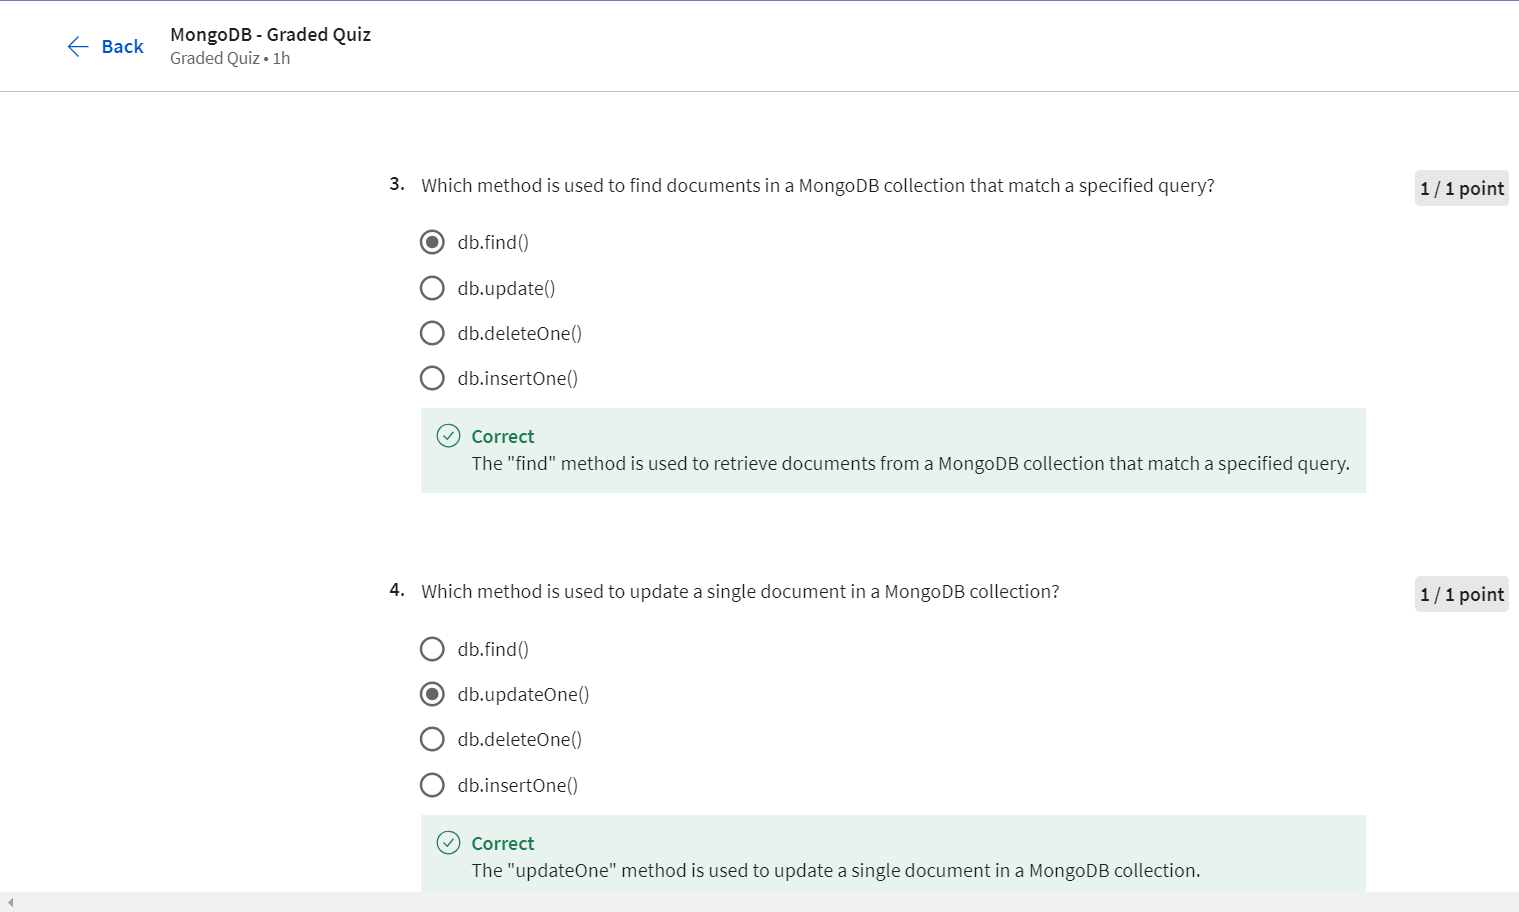 Back
MongoDB - Graded Quiz
Graded Quiz • 1h
3. Which method is used to find documents in a MongoDB collection that match a specified query?
1 / 1 point
db.find()
db.update()
db.deleteOne()
db.insertOne()
Correct
The "find" method is used to retrieve documents from a MongoDB collection that match a specified query.
4. Which method is used to update a single document in a MongoDB collection?
1 / 1 point
db.find()
db.updateOne()
db.deleteOne()
db.insertOne()
Correct
The "updateOne" method is used to update a single document in a MongoDB collection.